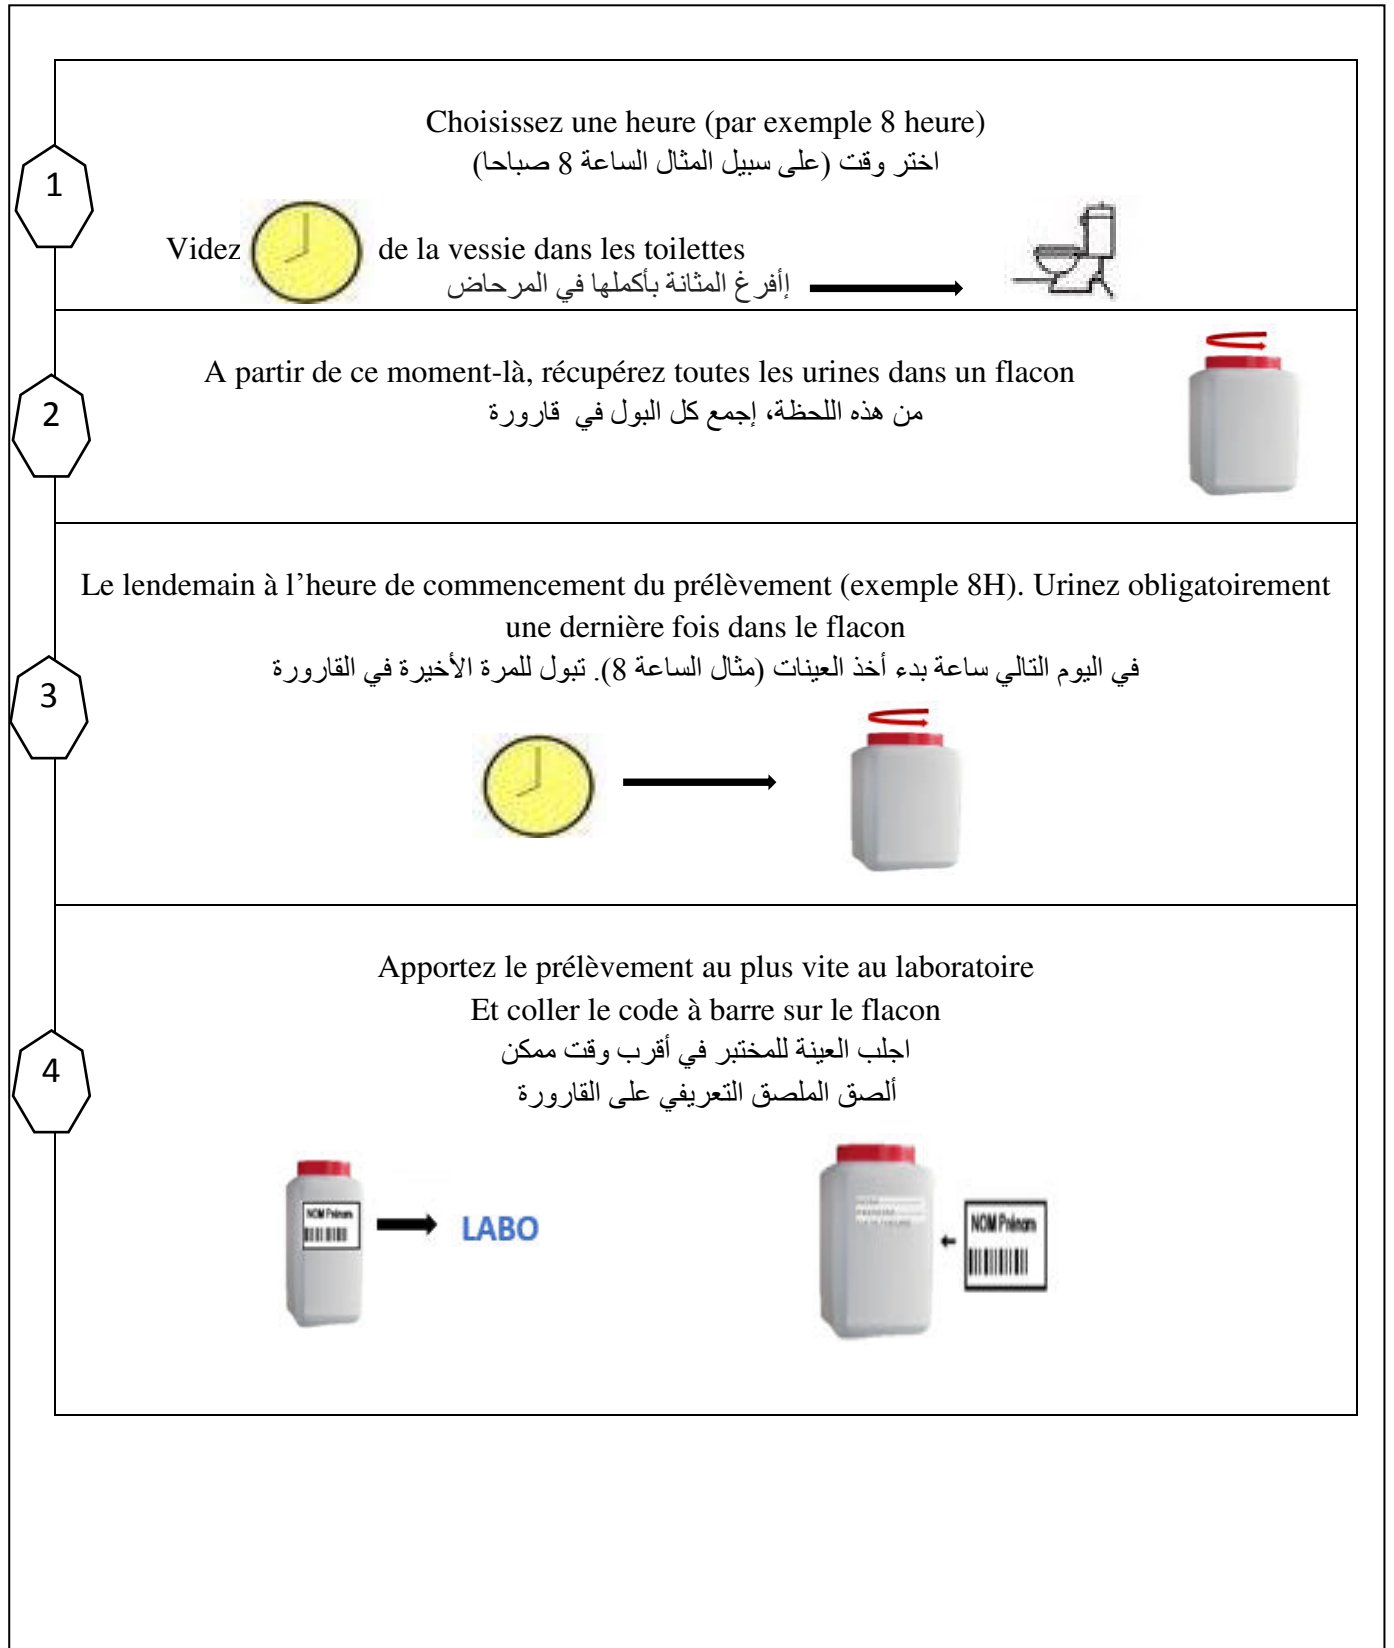 Choisissez une heure (par exemple 8 heure)
اختر وقت (على سبيل المثال الساعة 8 صباحا)
1
Videz de la vessie dans les toilettes
إأفرغ المثانة بأكملها في المرحاض
A partir de ce moment-là, récupérez toutes les urines dans un flacon
2
من هذه اللحظة، إجمع كل البول في قارورة
Le lendemain à l’heure de commencement du prélèvement (exemple 8H). Urinez obligatoirement
une dernière fois dans le flacon
في اليوم التالي ساعة بدء أخذ العينات (مثال الساعة 8). تبول للمرة الأخيرة في القارورة
3
Apportez le prélèvement au plus vite au laboratoire
Et coller le code à barre sur le flacon
اجلب العينة للمختبر في أقرب وقت ممكن
4
ألصق الملصق التعريفي على القارورة
NOM Prénom
LABO
NOM Prénom